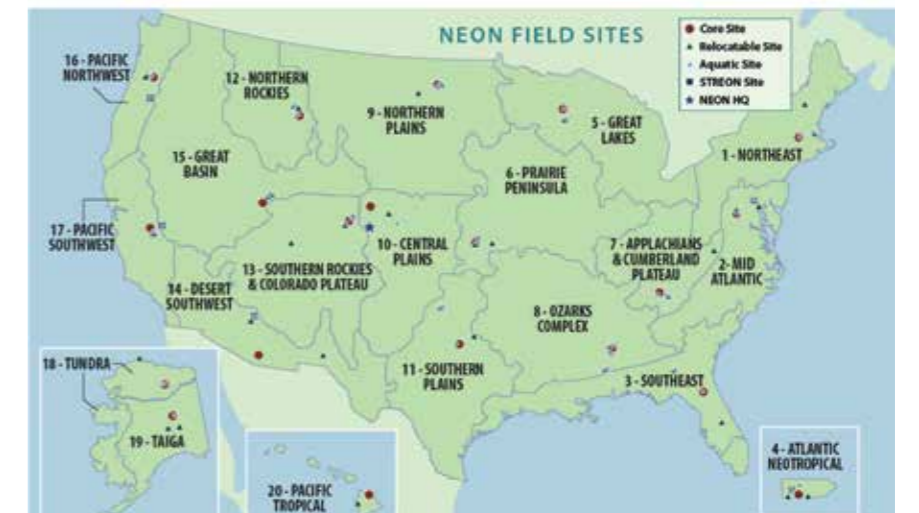 NEON FIELD SITES
Core Site
Relocatable Site
Aquatic Site
STREON Site
NEON HQ
16 - PACIFIC
NORTHWEST
12 - NORTHERN
ROCKIES
9 - NORTHERN
PLAINS
5 - GREAT
LAKES
1 - NORTHEAST
15 - GREAT
BASIN
6 - PRAIRIE
PENINSULA
17 - PACIFIC
SOUTHWEST
10 - CENTRAL
PLAINS
7 - APPLACHIANS
& CUMBERLAND
PLATEAU
2 - MID
ATLANTIC
13 - SOUTHERN ROCKIES
& COLORADO PLATEAU
14 - DESERT
SOUTHWEST
8 - OZARKS
COMPLEX
11 - SOUTHERN
PLAINS
3 - SOUTHEAST
18 - TUNDRA
19 - TAIGA
20 - PACIFIC
TROPICAL
4 - ATLANTIC
NEOTROPICAL